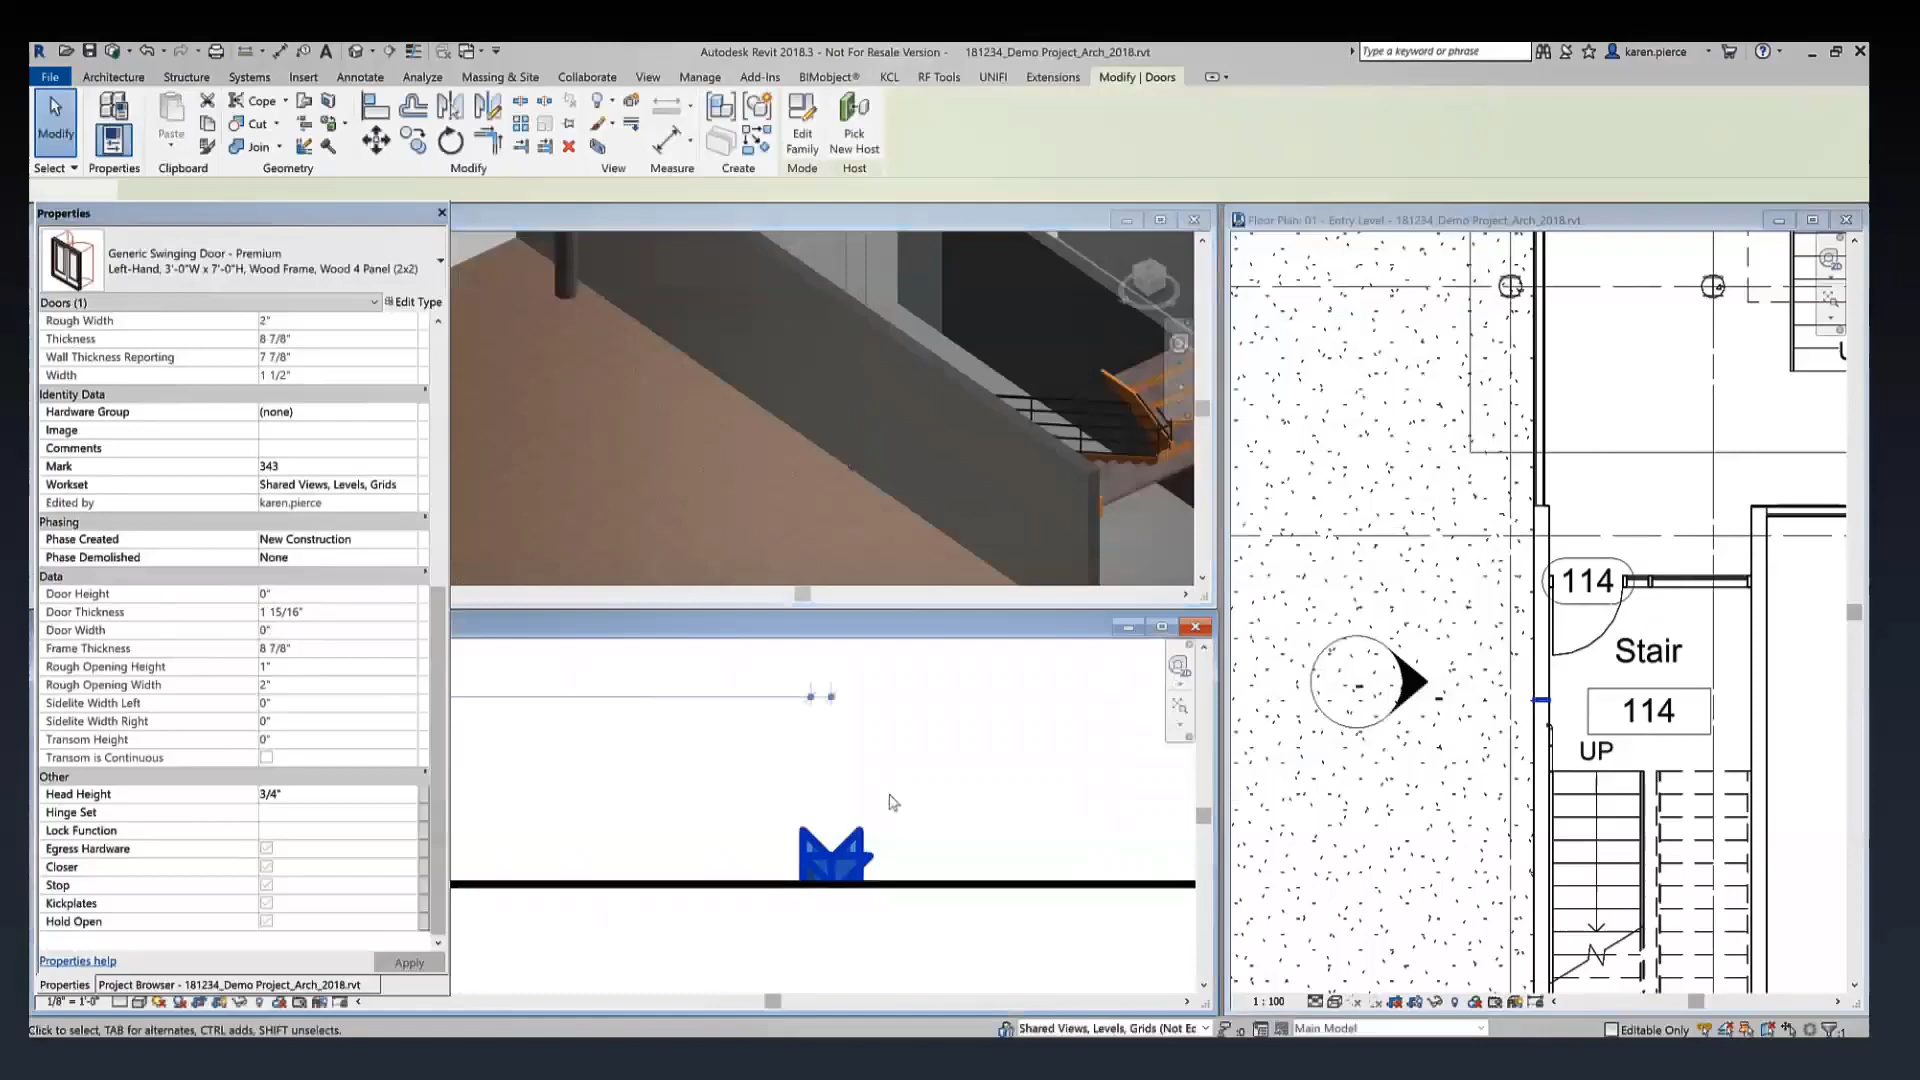 Autodesk Revit 2018.3 - Not For Resale Version - 181234_Demo Project_Arch_2018.rvt
Type a keyword or phrase
karen.pierce
File Architecture Structure Systems Insert Annotate Analyze Massing & Site Collaborate View Manage Add-Ins BIMobject® KCL RF Tools UNIFI Extensions Modify | Doors
Modify
Paste
Cope
Cut
Join
Edit Family
Pick New Host
Select Properties Clipboard Geometry Modify View Measure Create Mode Host
Properties
Generic Swinging Door - Premium
Left-Hand, 3'-0"W x 7'-0"H, Wood Frame, Wood 4 Panel (2x2)
Doors (1) Edit Type
Rough Width 2"
Thickness 8 7/8"
Wall Thickness Reporting 7 7/8"
Width 1 1/2"
Identity Data
Hardware Group (none)
Image
Comments
Mark 343
Workset Shared Views, Levels, Grids
Edited by karen.pierce
Phasing
Phase Created New Construction
Phase Demolished None
Data
Door Height 0"
Door Thickness 1 15/16"
Door Width 0"
Frame Thickness 8 7/8"
Rough Opening Height 1"
Rough Opening Width 2"
Sidelite Width Left 0"
Sidelite Width Right 0"
Transom Height 0"
Transom is Continuous
Other
Head Height 3/4"
Hinge Set
Lock Function
Egress Hardware
Closer
Stop
Kickplates
Hold Open
Properties help Apply
Properties Project Browser - 181234_Demo Project_Arch_2018.rvt
1/8" = 1'-0"
Floor Plan: 01 - Entry Level - 181234_Demo Project_Arch_2018.rvt
114
Stair
114
UP
1 : 100
Click to select, TAB for alternates, CTRL adds, SHIFT unselects.
Shared Views, Levels, Grids (Not Ec
:0
Main Model
Editable Only
:1